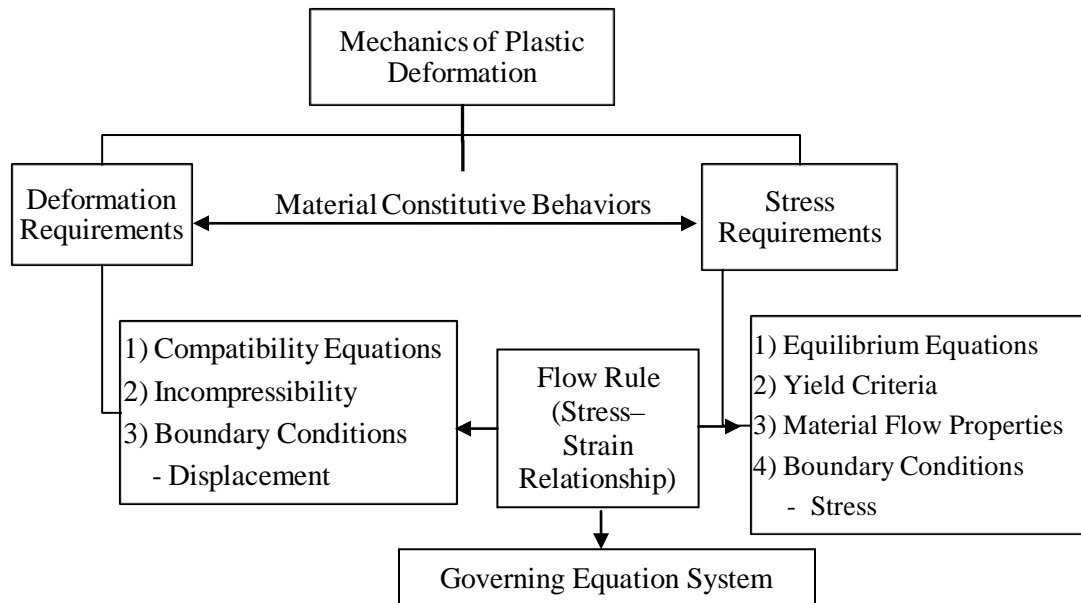 Mechanics of Plastic
Deformation
Deformation
Requirements
Material Constitutive Behaviors
Stress
Requirements
1) Compatibility Equations
2) Incompressibility
3) Boundary Conditions
- Displacement
Flow Rule
(Stress–
Strain
Relationship)
1) Equilibrium Equations
2) Yield Criteria
3) Material Flow Properties
4) Boundary Conditions
- Stress
Governing Equation System